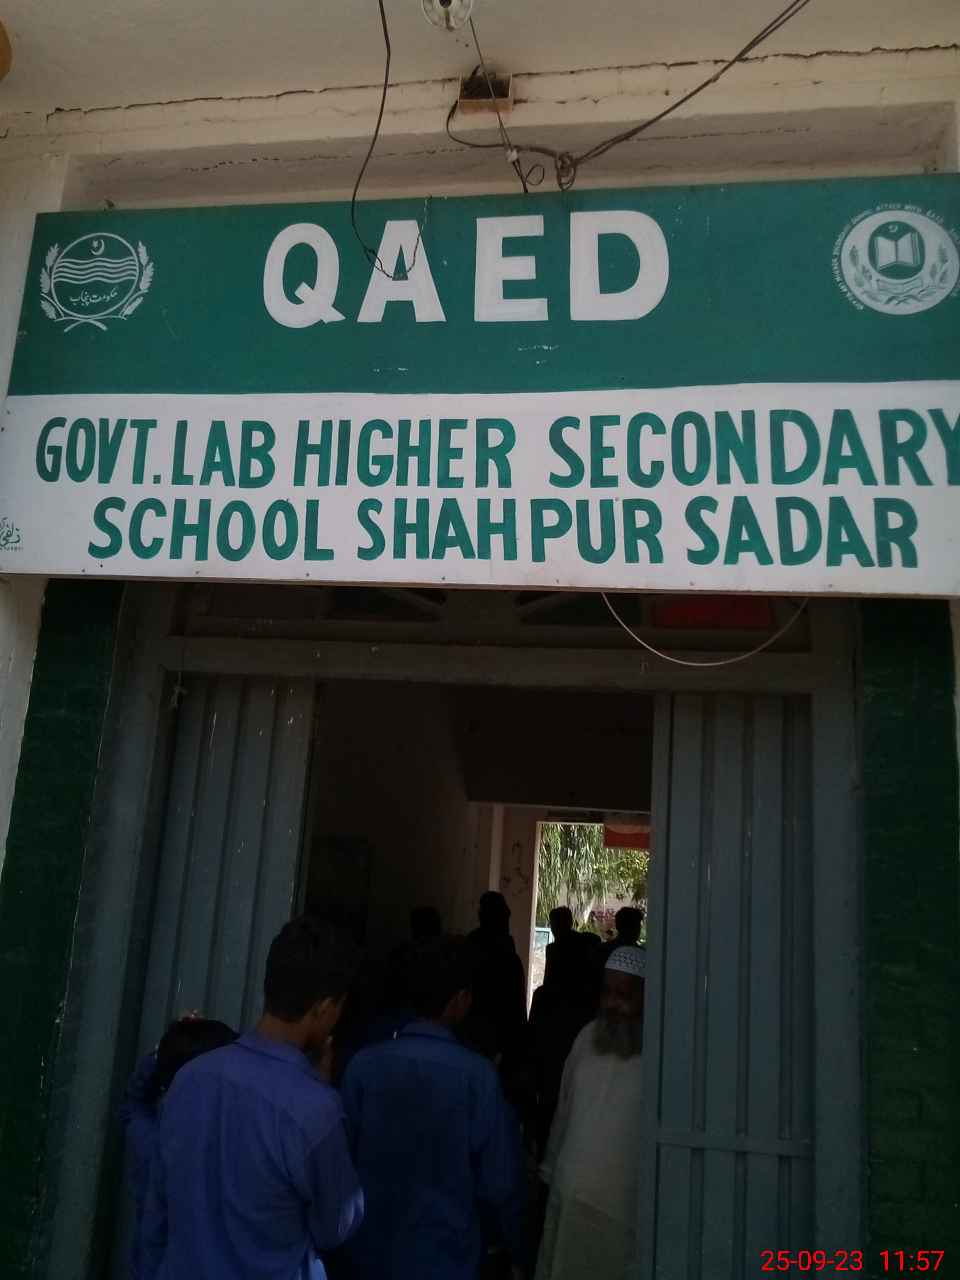 QAED
حکومت پنجاب
GOVT. LAB HIGHER SECONDARY
SCHOOL SHAHPUR SADAR
25-09-23 11:57